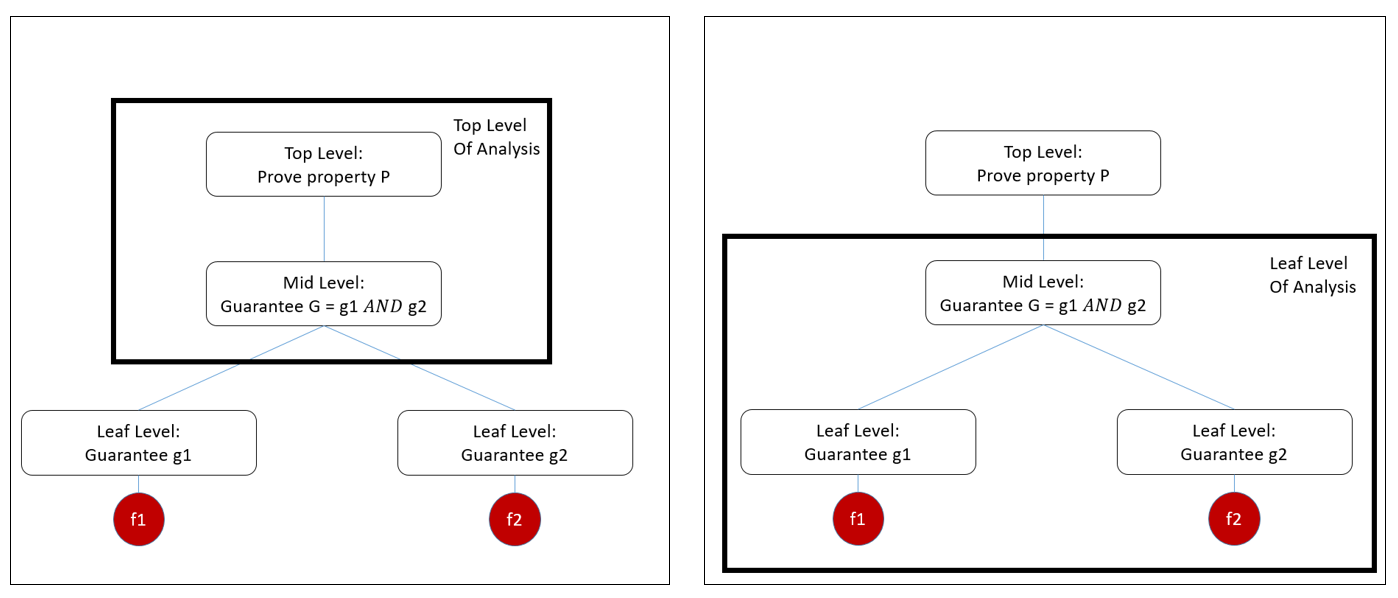 Top Level
Of Analysis
Top Level:
Prove property P
Mid Level:
Guarantee G = g1 AND g2
Leaf Level:
Guarantee g1
Leaf Level:
Guarantee g2
f1
f2
Top Level:
Prove property P
Leaf Level
Of Analysis
Mid Level:
Guarantee G = g1 AND g2
Leaf Level:
Guarantee g1
Leaf Level:
Guarantee g2
f1
f2